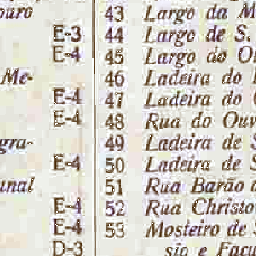 ouro
E-3
E-4
Me-
E-4
E-4
gra-
E-4
unal
E-4
E-4
D-3
43 Largo da M
44 Largo de S.
45 Largo do
46 Ladeira do
47 Ladeira do
48 Rua do Ouv
49 Ladeira de S
50 Ladeira de S
51 Rua Barão
52 Rua Christo
53 Mosteiro de S
sio e Facu